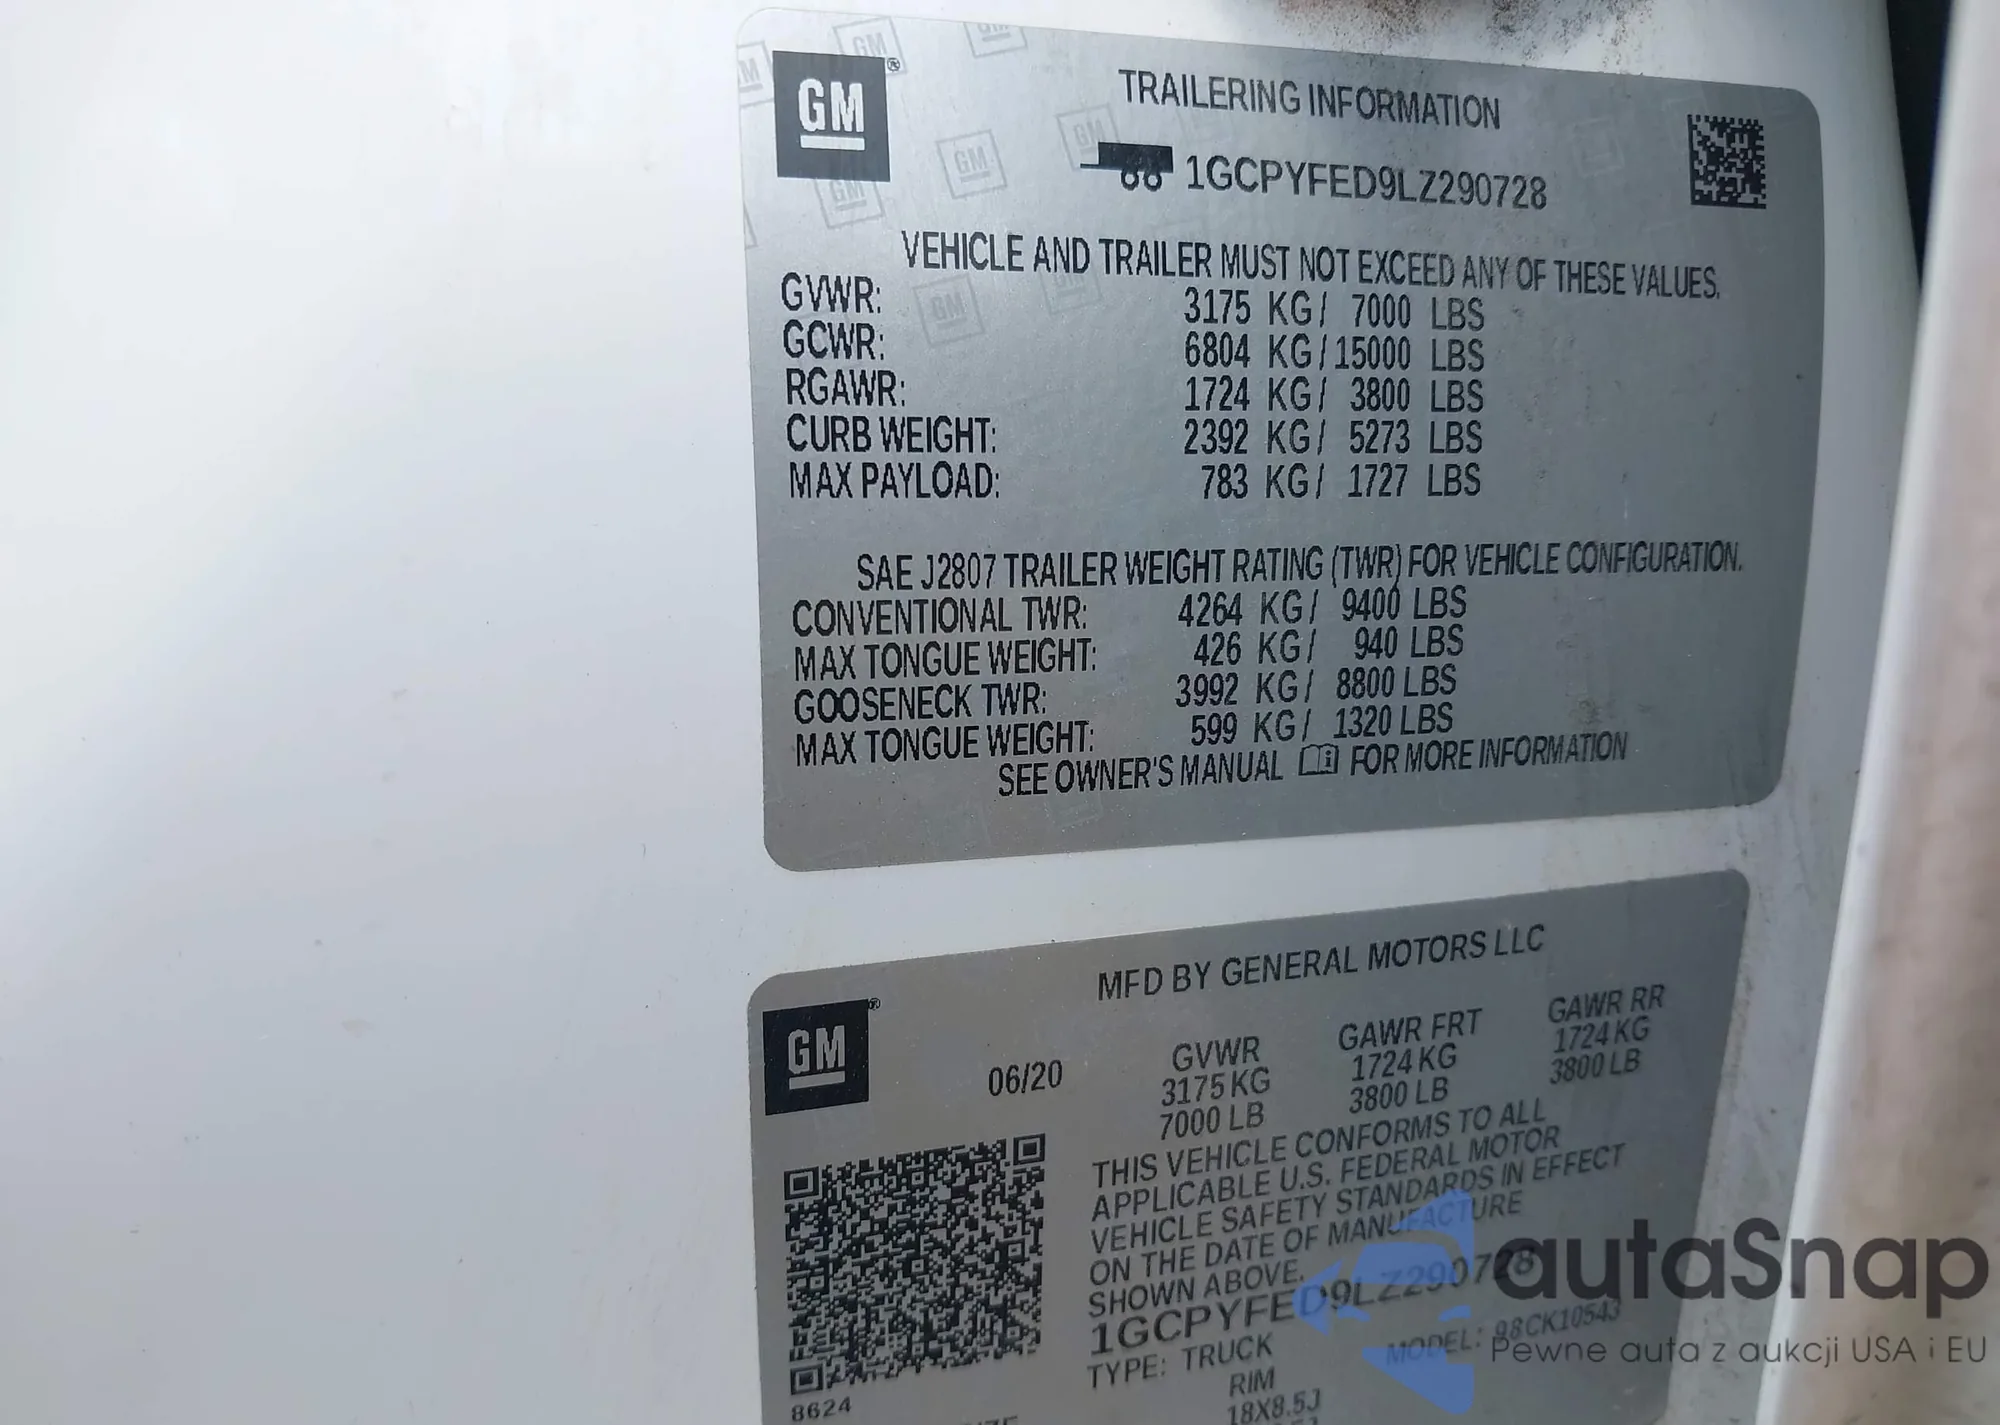 GM ®
TRAILERING INFORMATION
1GCPYFED9LZ290728
VEHICLE AND TRAILER MUST NOT EXCEED ANY OF THESE VALUES.
GVWR: 3175 KG/ 7000 LBS
GCWR: 6804 KG/ 15000 LBS
RGAWR: 1724 KG/ 3800 LBS
CURB WEIGHT: 2392 KG/ 5273 LBS
MAX PAYLOAD: 783 KG/ 1727 LBS
SAE J2807 TRAILER WEIGHT RATING (TWR) FOR VEHICLE CONFIGURATION.
CONVENTIONAL TWR: 4264 KG/ 9400 LBS
MAX TONGUE WEIGHT: 426 KG/ 940 LBS
GOOSENECK TWR: 3992 KG/ 8800 LBS
MAX TONGUE WEIGHT: 599 KG/ 1320 LBS
SEE OWNER'S MANUAL FOR MORE INFORMATION
GM ®
MFD BY GENERAL MOTORS LLC
06/20
GVWR GAWR FRT GAWR RR
3175 KG 1724 KG 1724 KG
7000 LB 3800 LB 3800 LB
THIS VEHICLE CONFORMS TO ALL
APPLICABLE U.S. FEDERAL MOTOR
VEHICLE SAFETY STANDARDS IN EFFECT
ON THE DATE OF MANUFACTURE
SHOWN ABOVE.
1GCPYFED9LZ290728
TYPE: TRUCK MODEL: 98CK10543
RIM
18X8.5J
8624
autaSnap
Pewne auta z aukcji USA i EU